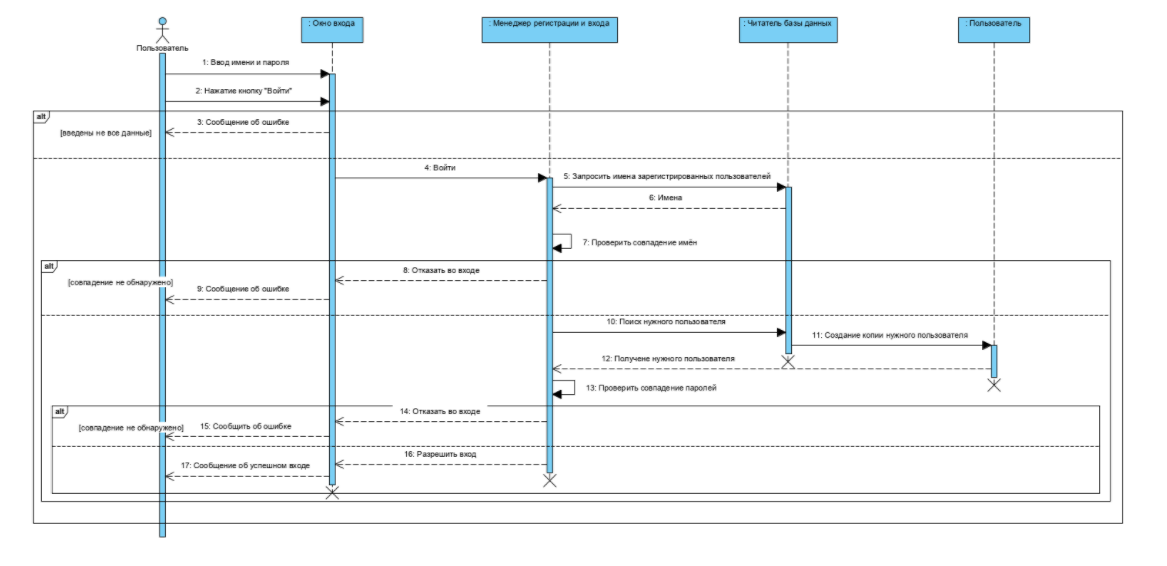 : Окно входа
: Менеджер регистрации и входа
: Читатель базы данных
: Пользователь
Пользователь
1: Ввод имени и пароля
2: Нажатие кнопку "Войти"
alt
3: Сообщение об ошибке
[введены не все данные]
4: Войти
5: Запросить имена зарегистрированных пользователей
6: Имена
7: Проверить совпадение имён
alt
8: Отказать во входе
[совпадение не обнаружено]
9: Сообщение об ошибке
10: Поиск нужного пользователя
11: Создание копии нужного пользователя
12: Получене нужного пользователя
13: Проверить совпадение паролей
alt
14: Отказать во входе
[совпадение не обнаружено]
15: Сообщить об ошибке
16: Разрешить вход
17: Сообщение об успешном входе